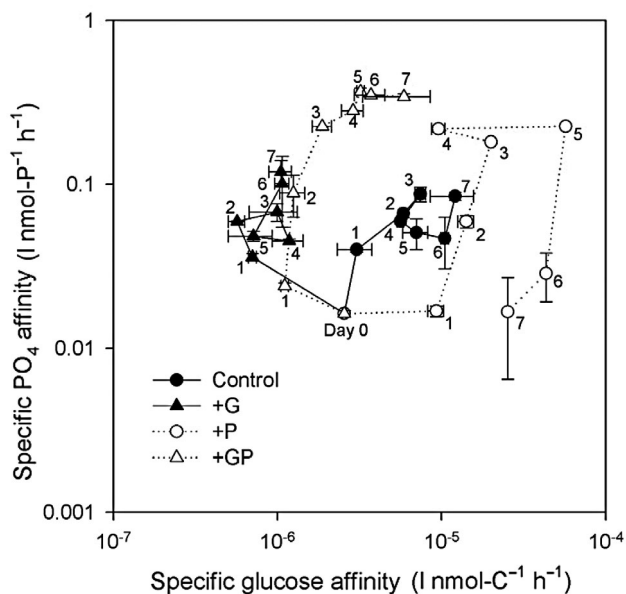 1
0.1
0.01
0.001
10⁻⁷ 10⁻⁶ 10⁻⁵ 10⁻⁴
Specific PO₄ affinity (l nmol-P⁻¹ h⁻¹)
Specific glucose affinity (l nmol-C⁻¹ h⁻¹)
5 6 7
3 4
4 3 5
7
6 2
3 7
2 3 2
2
5 4 4 5 6
1 1 6
1 1 7
Day 0
Control
+G
+P
+GP